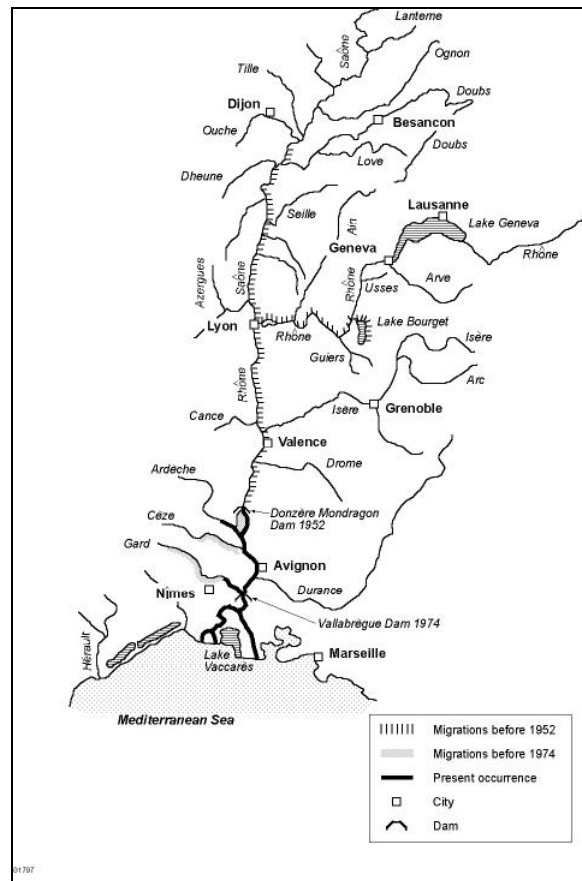 Lanterne
Saône
Ognon
Tille
Doubs
Dijon
Besancon
Ouche
Doubs
Love
Dheune
Lausanne
Seille
Ain
Lake Geneva
Geneva
Rhône
Saône
Rhône
Usses
Arve
Azergues
Lake Bourget
Lyon
Rhône
Isère
Guiers
Arc
Rhône
Isère
Grenoble
Cance
Valence
Drome
Ardèche
Donzère Mondragon
Dam 1952
Cèze
Gard
Avignon
Durance
Nimes
Vallabrègue Dam 1974
Hérault
Lake
Vaccarès
Marseille
Mediterranean Sea
Migrations before 1952
Migrations before 1974
Present occurrence
City
Dam